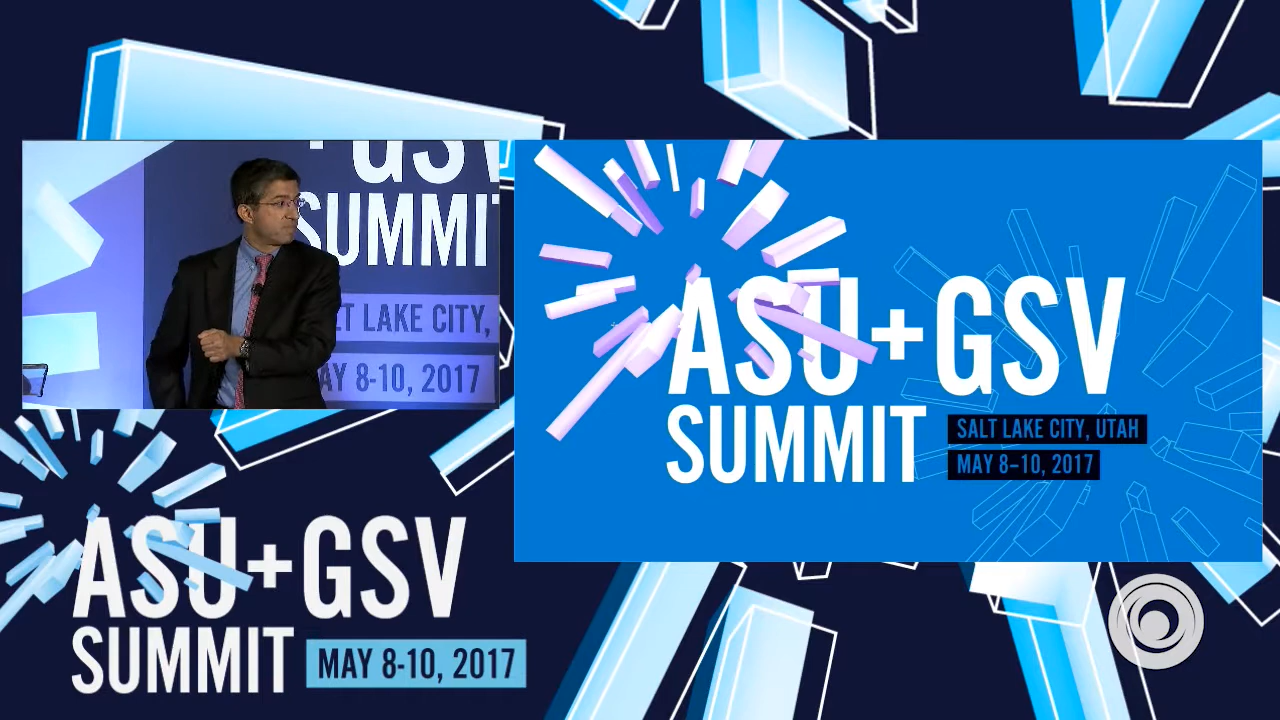 +GSV
SUMMIT
LT LAKE CITY,
AY 8-10, 2017
ASU+GSV
SUMMIT
SALT LAKE CITY, UTAH
MAY 8–10, 2017
ASU+GSV
SUMMIT
MAY 8-10, 2017